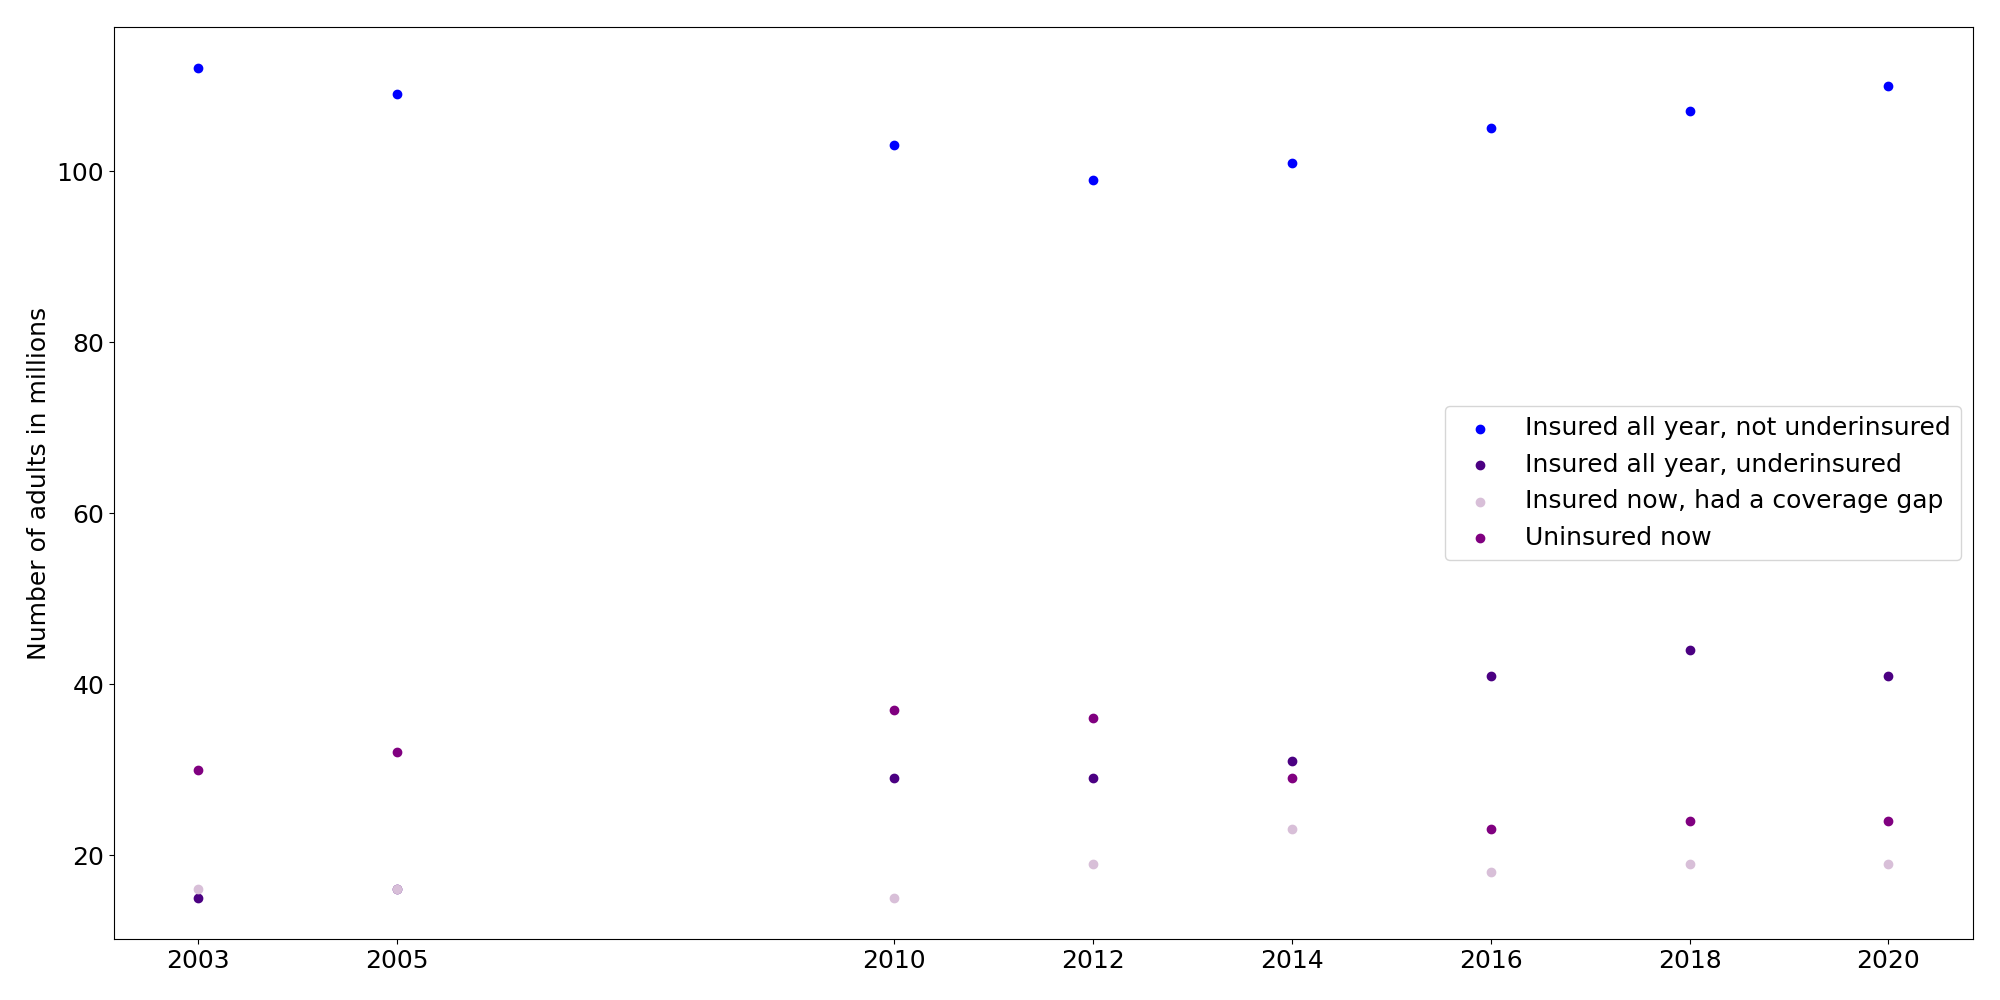 Number of adults in millions
100
80
60
40
20
Insured all year, not underinsured
Insured all year, underinsured
Insured now, had a coverage gap
Uninsured now
2003 2005 2010 2012 2014 2016 2018 2020